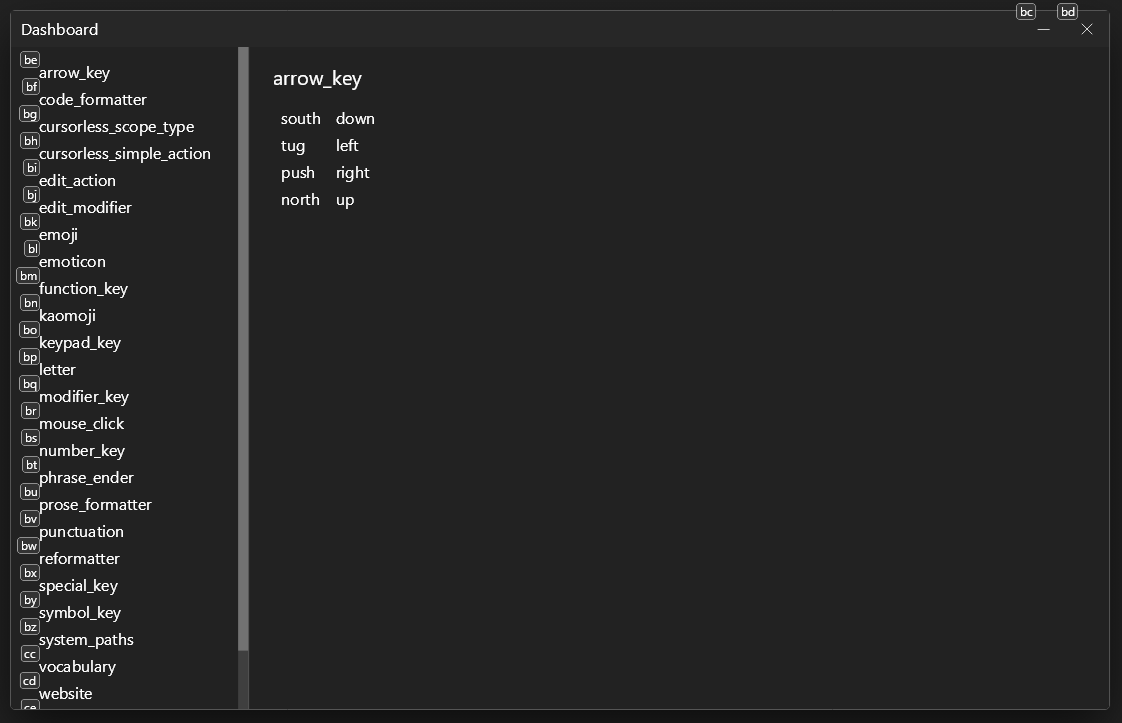 bc bd
Dashboard
be
arrow_key
bf
code_formatter
bg
cursorless_scope_type
bh
cursorless_simple_action
bi
edit_action
bj
edit_modifier
bk
emoji
bl
emoticon
bm
function_key
bn
kaomoji
bo
keypad_key
bp
letter
bq
modifier_key
br
mouse_click
bs
number_key
bt
phrase_ender
bu
prose_formatter
bv
punctuation
bw
reformatter
bx
special_key
by
symbol_key
bz
system_paths
cc
vocabulary
cd
website
arrow_key
south down
tug left
push right
north up